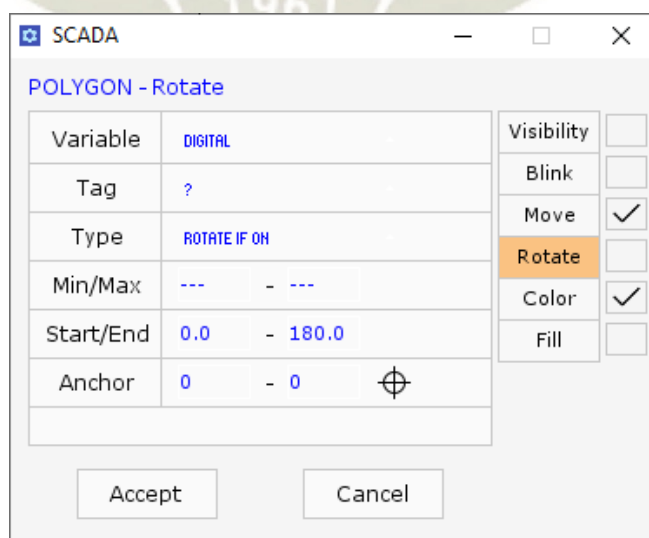 1961
SCADA
POLYGON - Rotate
Variable DIGITAL
Tag ?
Type ROTATE IF ON
Min/Max --- - ---
Start/End 0.0 - 180.0
Anchor 0 - 0
Visibility
Blink
Move
Rotate
Color
Fill
Accept Cancel